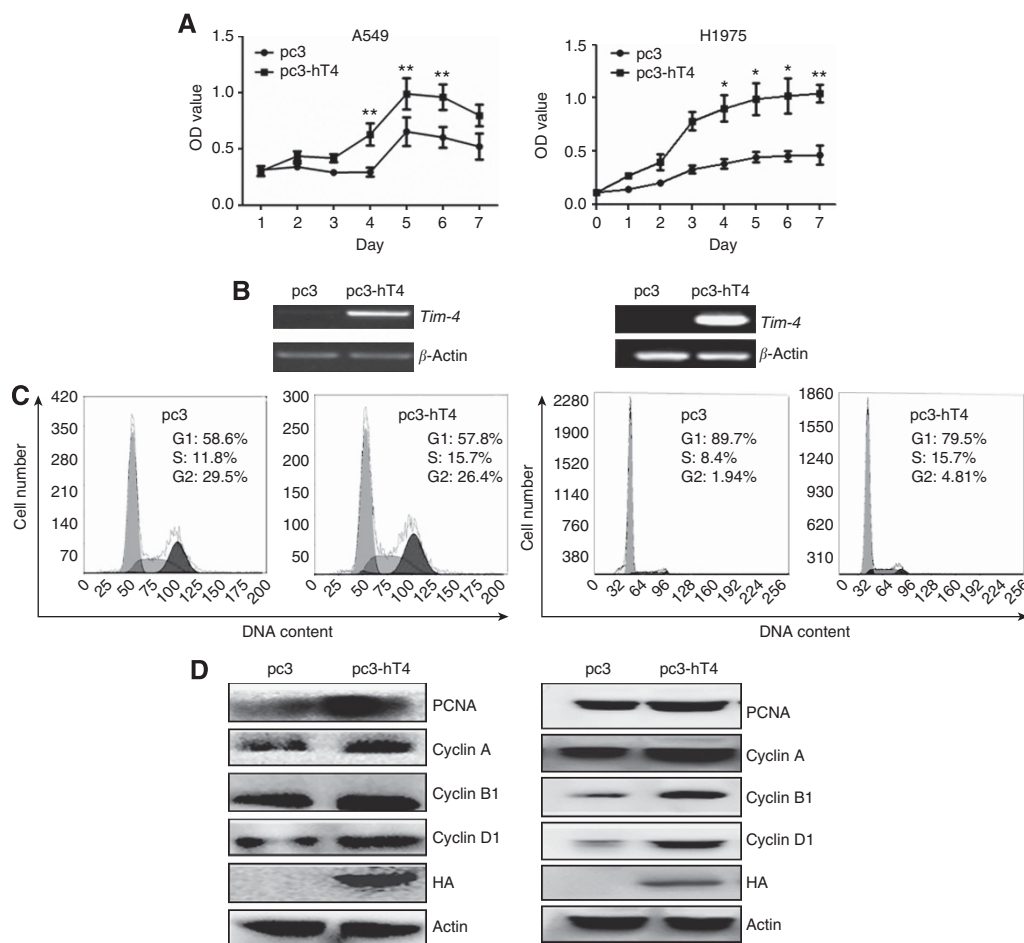 A
A549
1.5
1.0
0.5
0.0
OD value
pc3
pc3-hT4
** ** **
1 2 3 4 5 6 7
Day
H1975
1.5
1.0
0.5
0.0
OD value
pc3
pc3-hT4
* * * **
0 1 2 3 4 5 6 7
Day
B
pc3 pc3-hT4
Tim-4
β-Actin
pc3 pc3-hT4
Tim-4
β-Actin
C
Cell number
420
350
280
210
140
70
pc3
G1: 58.6%
S: 11.8%
G2: 29.5%
0 25 50 75 100 125 150 175 200
300
250
200
150
100
50
pc3-hT4
G1: 57.8%
S: 15.7%
G2: 26.4%
0 25 50 75 100 125 150 175 200
DNA content
Cell number
2280
1900
1520
1140
760
380
pc3
G1: 89.7%
S: 8.4%
G2: 1.94%
0 32 64 96 128 160 192 224 256
1860
1550
1240
930
620
310
pc3-hT4
G1: 79.5%
S: 15.7%
G2: 4.81%
0 32 64 96 128 160 192 224 256
DNA content
D
pc3 pc3-hT4
PCNA
Cyclin A
Cyclin B1
Cyclin D1
HA
Actin
pc3 pc3-hT4
PCNA
Cyclin A
Cyclin B1
Cyclin D1
HA
Actin